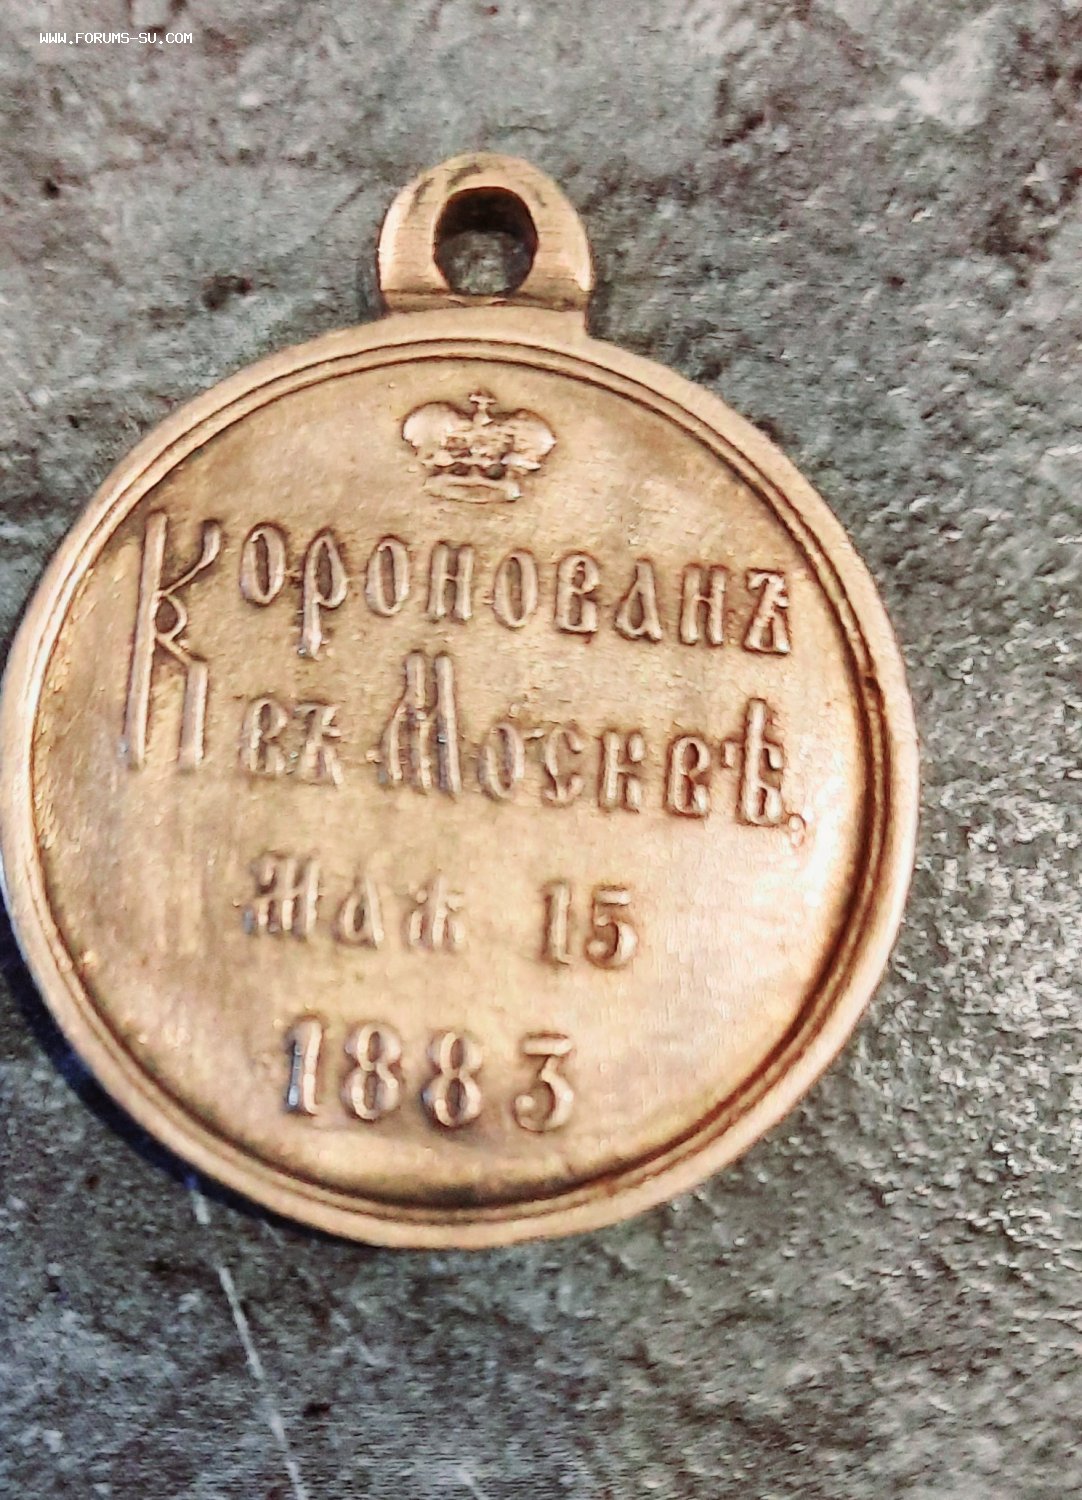 www.forums-su.com
Коронованъ
въ Москвѣ,
мая 15
1883